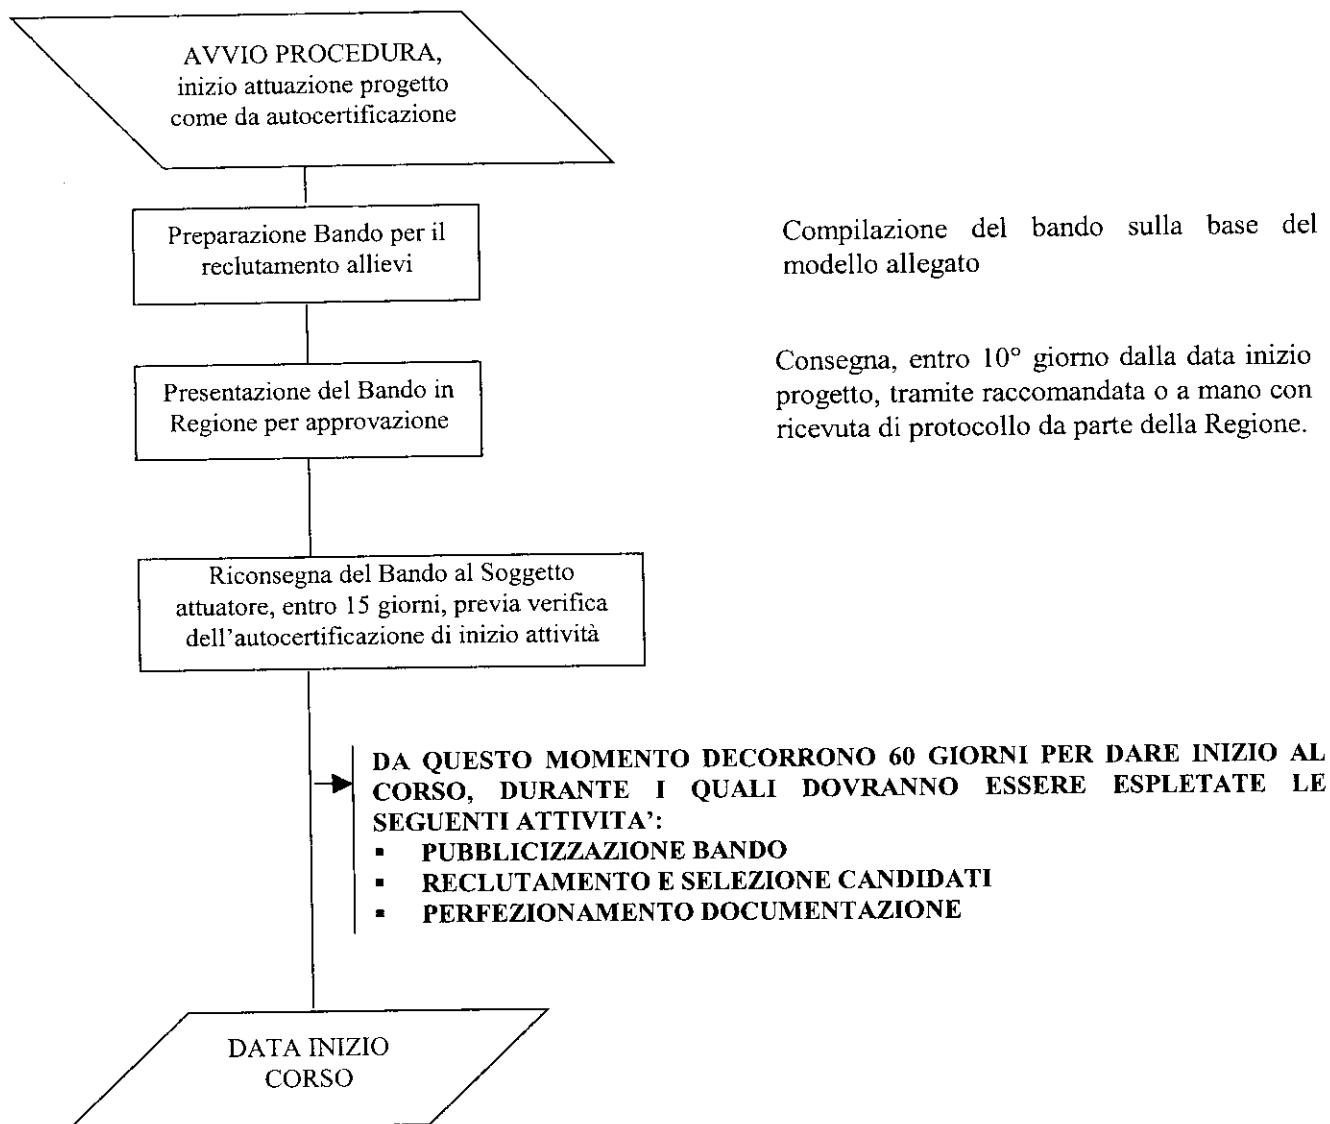 AVVIO PROCEDURA,
inizio attuazione progetto
come da autocertificazione
Preparazione Bando per il
reclutamento allievi
Compilazione del bando sulla base del
modello allegato
Presentazione del Bando in
Regione per approvazione
Consegna, entro 10° giorno dalla data inizio
progetto, tramite raccomandata o a mano con
ricevuta di protocollo da parte della Regione.
Riconsegna del Bando al Soggetto
attuatore, entro 15 giorni, previa verifica
dell'autocertificazione di inizio attività
DA QUESTO MOMENTO DECORRONO 60 GIORNI PER DARE INIZIO AL
CORSO, DURANTE I QUALI DOVRANNO ESSERE ESPLETATE LE
SEGUENTI ATTIVITA':
▪ PUBBLICIZZAZIONE BANDO
▪ RECLUTAMENTO E SELEZIONE CANDIDATI
▪ PERFEZIONAMENTO DOCUMENTAZIONE
DATA INIZIO
CORSO